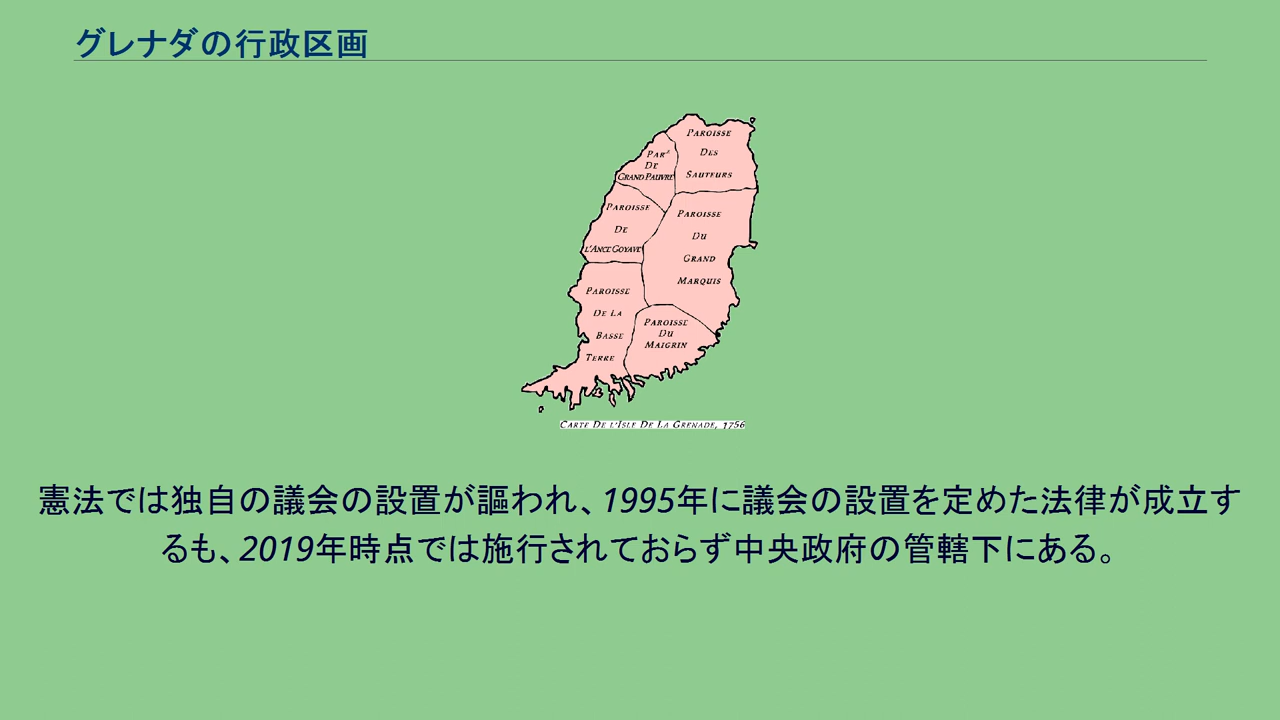 グレナダの行政区画
PAROISSE
DES
SAUTEURS
PARˢ
DE
GRAND PAUVRE
PAROISSE
DE
L'ANCE GOYAVE
PAROISSE
DU
GRAND
MARQUIS
PAROISSE
DE LA
BASSE
TERRE
PAROISSE
DU
MAIGRIN
CARTE DE L'ISLE DE LA GRENADE, 1756
憲法では独自の議会の設置が謳われ、1995年に議会の設置を定めた法律が成立す
るも、2019年時点では施行されておらず中央政府の管轄下にある。